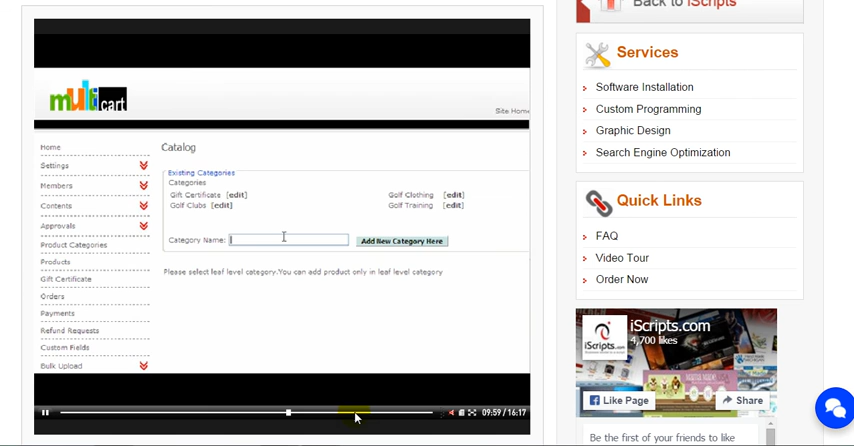 multi cart
Site Home
Home
Settings
Members
Contents
Approvals
Product Categories
Products
Gift Certificate
Orders
Payments
Refund Requests
Custom Fields
Bulk Upload
Catalog
Existing Categories
Categories
Gift Certificate [edit]
Golf Clothing [edit]
Golf Clubs [edit]
Golf Training [edit]
Category Name:
Add New Category Here
Please select leaf level category.You can add product only in leaf level category
09:59 / 16:17
Back to iScripts
Services
Software Installation
Custom Programming
Graphic Design
Search Engine Optimization
Quick Links
FAQ
Video Tour
Order Now
iScripts.com
4,700 likes
Like Page
Share
Be the first of your friends to like